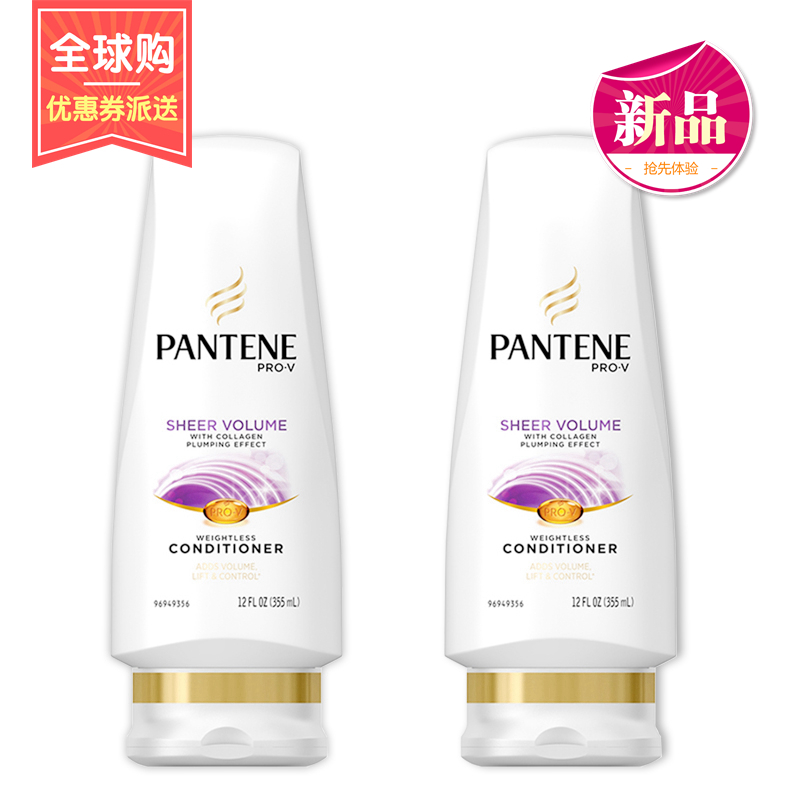 全球购
优惠券派送
新品
抢先体验
PANTENE
PRO-V
SHEER VOLUME
WITH COLLAGEN
PLUMPING EFFECT
PRO-V
WEIGHTLESS
CONDITIONER
ADDS VOLUME,
LIFT & CONTROL*
96949356 12 FL OZ (355 mL)
PANTENE
PRO-V
SHEER VOLUME
WITH COLLAGEN
PLUMPING EFFECT
PRO-V
WEIGHTLESS
CONDITIONER
ADDS VOLUME,
LIFT & CONTROL*
96949356 12 FL OZ (355 mL)